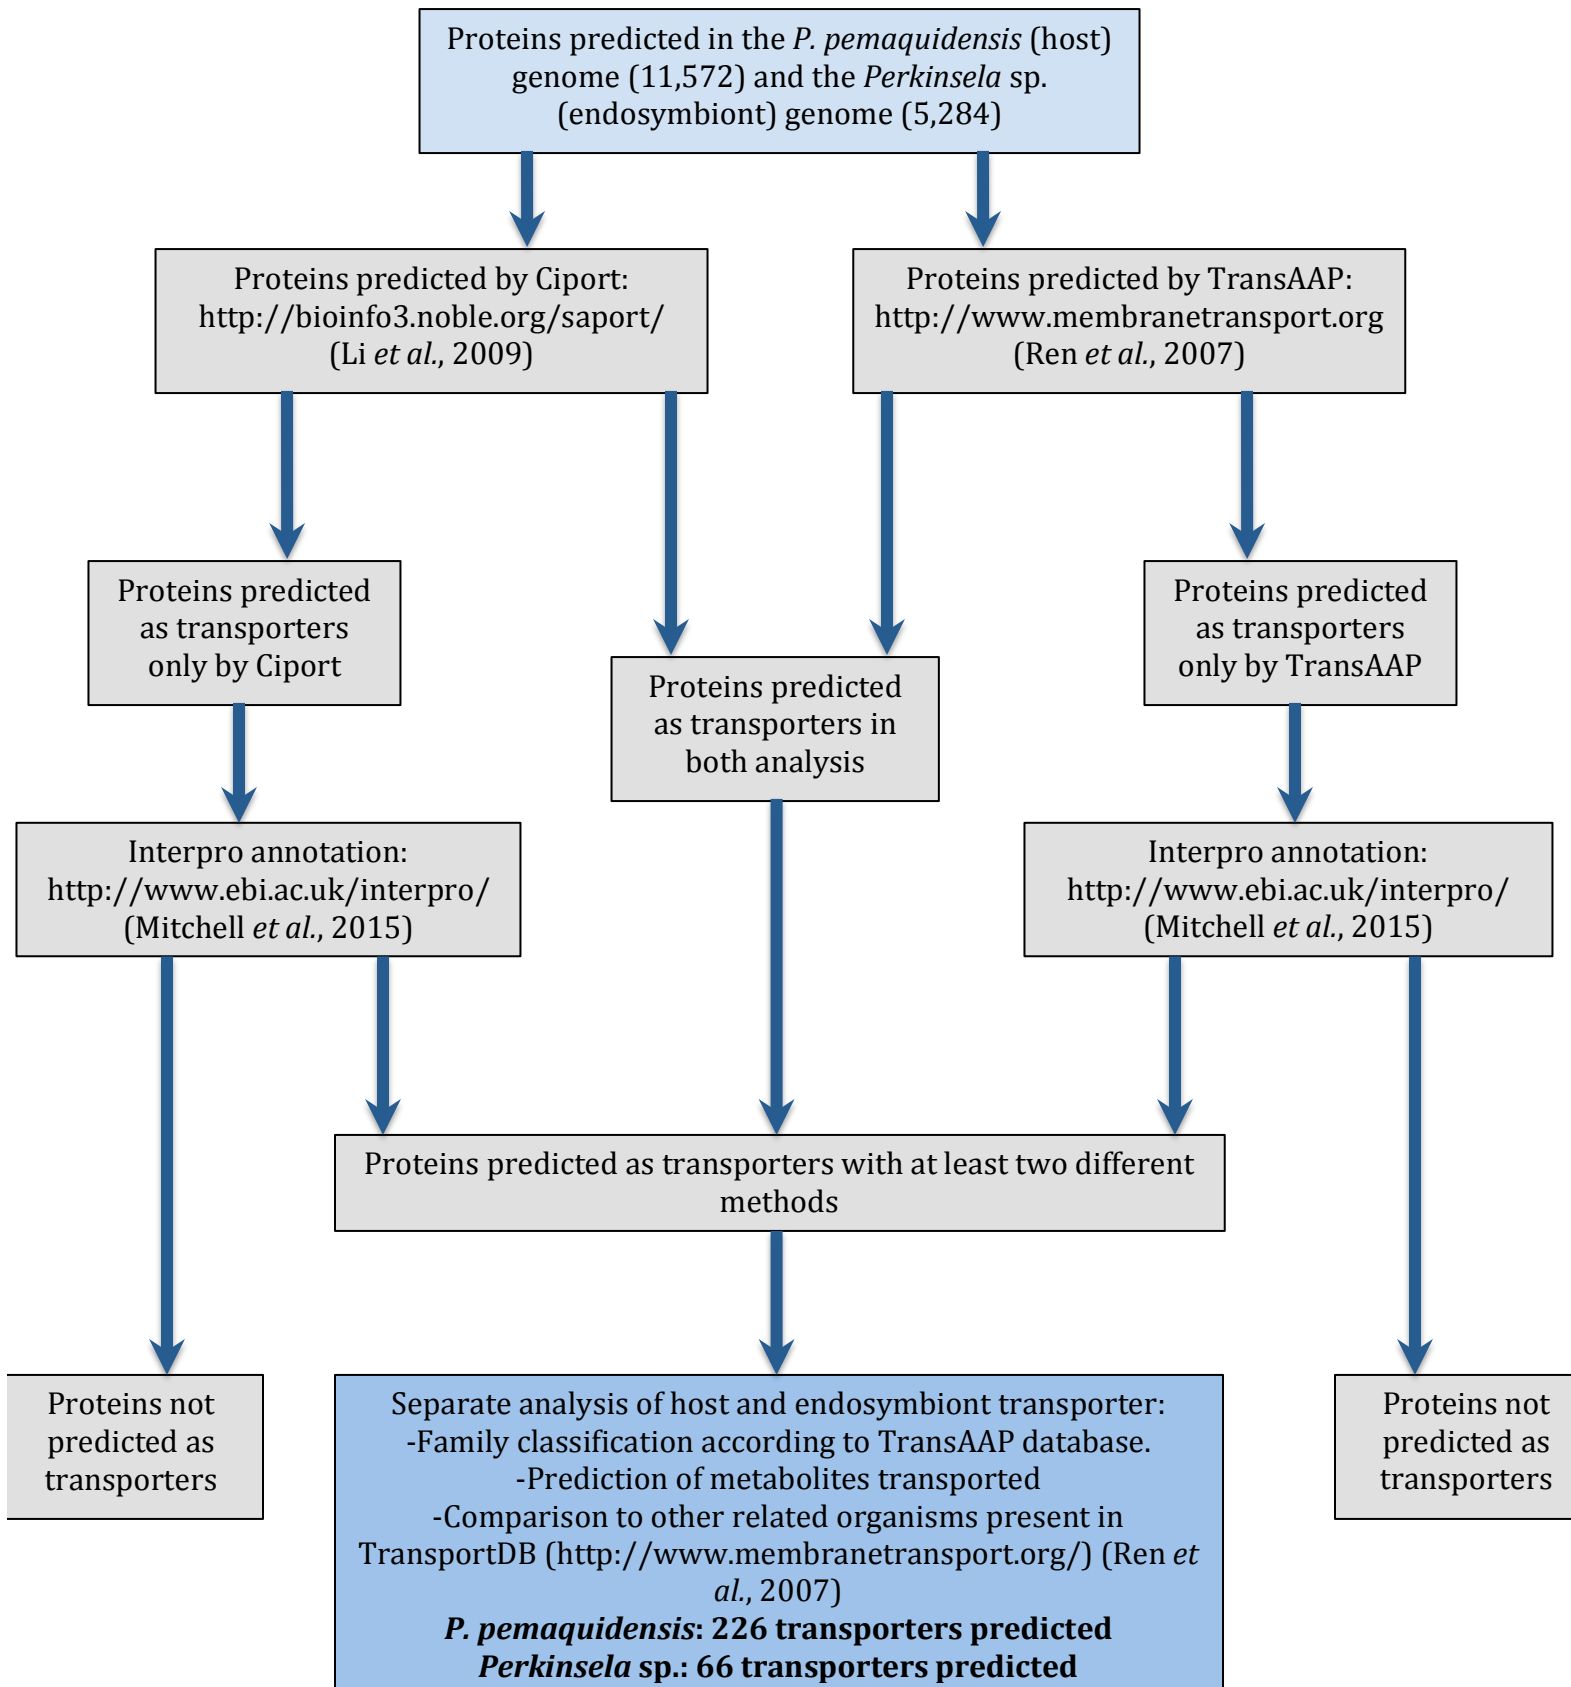 Proteins predicted in the P. pemaquidensis (host)
genome (11,572) and the Perkinsela sp.
(endosymbiont) genome (5,284)
Proteins predicted by Ciport:
http://bioinfo3.noble.org/saport/
(Li et al., 2009)
Proteins predicted by TransAAP:
http://www.membranetransport.org
(Ren et al., 2007)
Proteins predicted
as transporters
only by Ciport
Proteins predicted
as transporters in
both analysis
Proteins predicted
as transporters
only by TransAAP
Interpro annotation:
http://www.ebi.ac.uk/interpro/
(Mitchell et al., 2015)
Interpro annotation:
http://www.ebi.ac.uk/interpro/
(Mitchell et al., 2015)
Proteins predicted as transporters with at least two different
methods
Proteins not
predicted as
transporters
Separate analysis of host and endosymbiont transporter:
-Family classification according to TransAAP database.
-Prediction of metabolites transported
-Comparison to other related organisms present in
TransportDB (http://www.membranetransport.org/) (Ren et
al., 2007)
P. pemaquidensis: 226 transporters predicted
Perkinsela sp.: 66 transporters predicted
Proteins not
predicted as
transporters